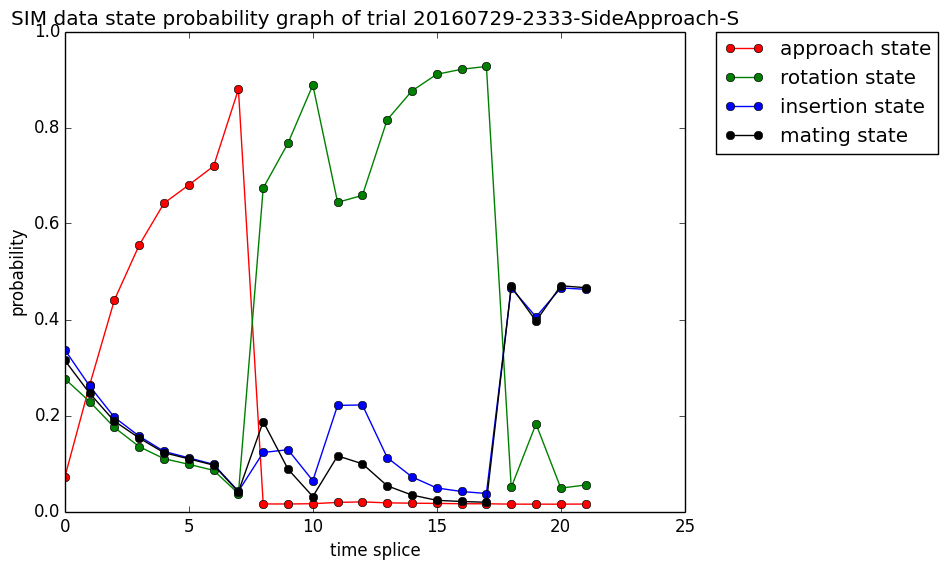 SIM data state probability graph of trial 20160729-2333-SideApproach-S
1.0
0.8
0.6
0.4
0.2
0.0
probability
0 5 10 15 20 25
time splice
approach state
rotation state
insertion state
mating state